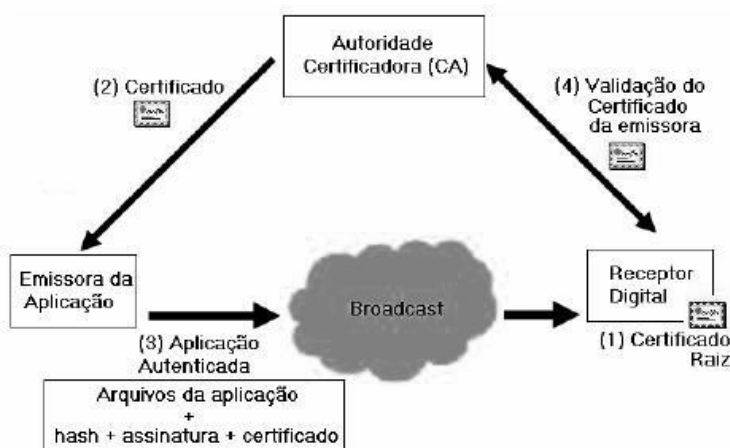 Autoridade
Certificadora (CA)
(2) Certificado
(4) Validação do
Certificado
da emissora
Emissora da
Aplicação
Broadcast
Receptor
Digital
(3) Aplicação
Autenticada
(1) Certificado
Raiz
Arquivos da aplicação
+
hash + assinatura + certificado